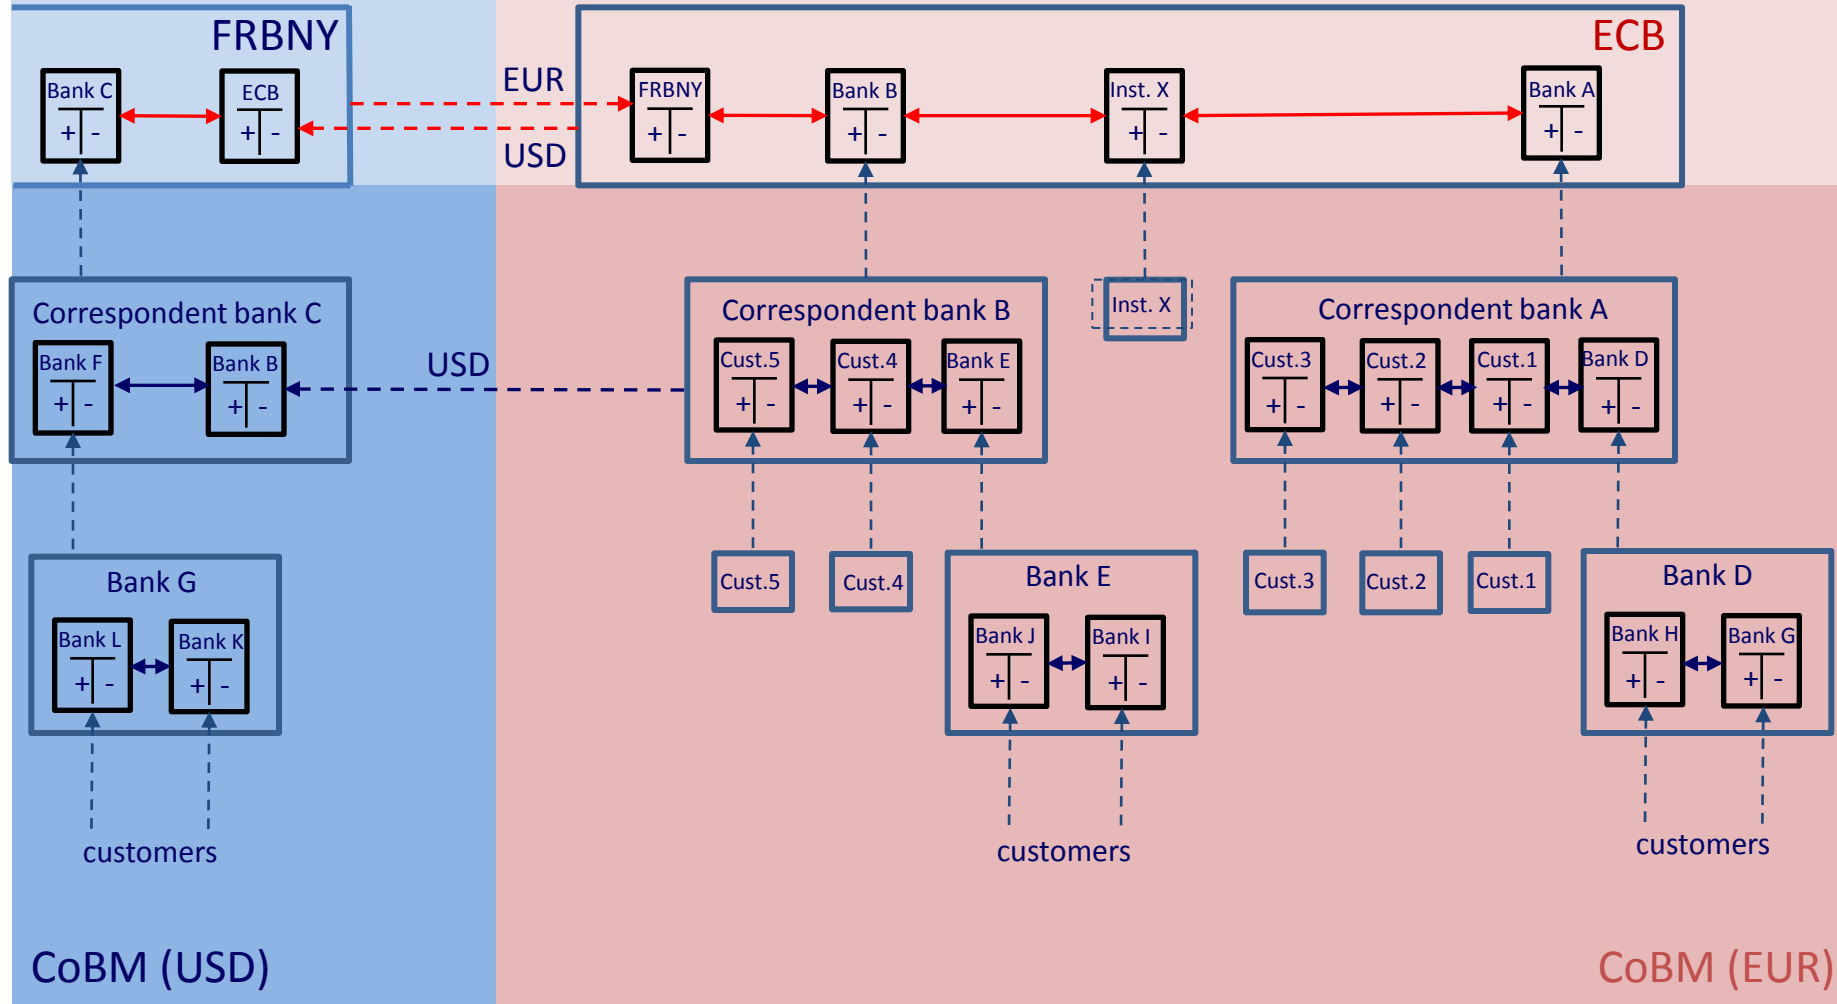 FRBNY
ECB
Bank C
+ -
ECB
+ -
EUR
USD
FRBNY
+ -
Bank B
+ -
Inst. X
+ -
Bank A
+ -
Correspondent bank C
Bank F
+ -
Bank B
+ -
USD
Correspondent bank B
Cust.5
+ -
Cust.4
+ -
Bank E
+ -
Inst. X
Correspondent bank A
Cust.3
+ -
Cust.2
+ -
Cust.1
+ -
Bank D
+ -
Bank G
Bank L
+ -
Bank K
+ -
customers
Cust.5
Cust.4
Bank E
Bank J
+ -
Bank I
+ -
customers
Cust.3
Cust.2
Cust.1
Bank D
Bank H
+ -
Bank G
+ -
customers
CoBM (USD)
CoBM (EUR)